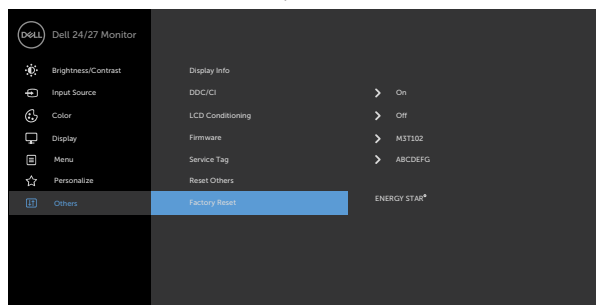 DELL Dell 24/27 Monitor
Brightness/Contrast Display Info
Input Source DDC/CI On
Color LCD Conditioning Off
Display Firmware M3T102
Menu Service Tag ABCDEFG
Personalize Reset Others
Others Factory Reset ENERGY STAR®